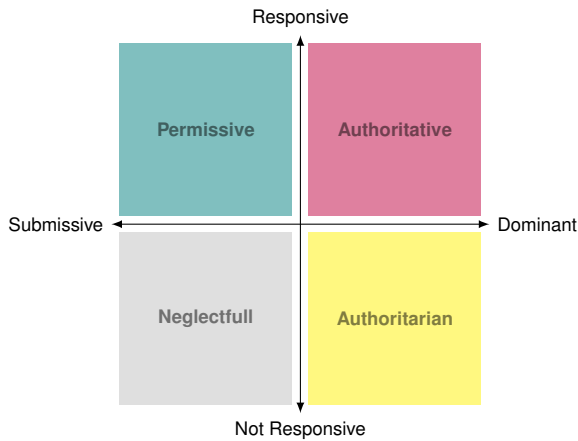 Responsive
Permissive
Authoritative
Submissive
Dominant
Neglectfull
Authoritarian
Not Responsive